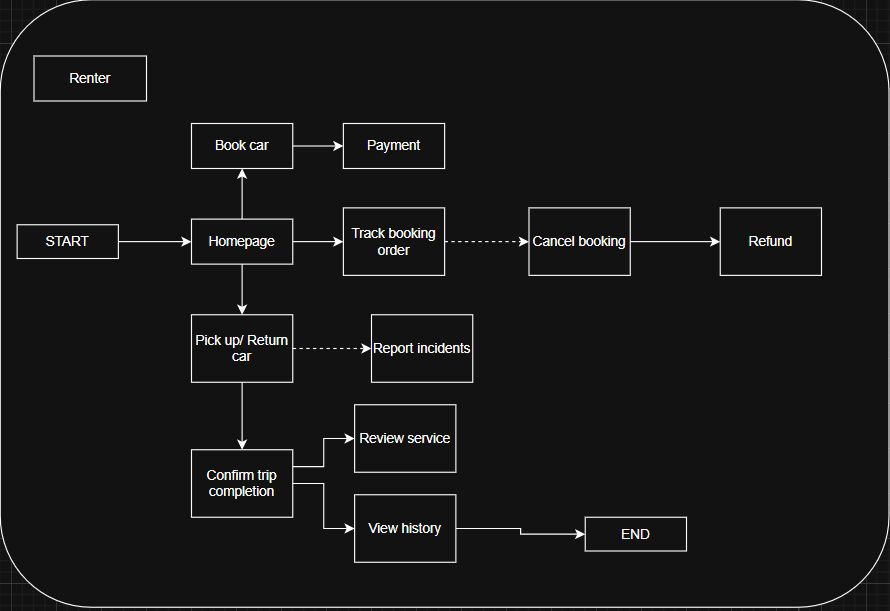 Renter
Book car
Payment
START
Homepage
Track booking
order
Cancel booking
Refund
Pick up/ Return
car
Report incidents
Review service
Confirm trip
completion
View history
END